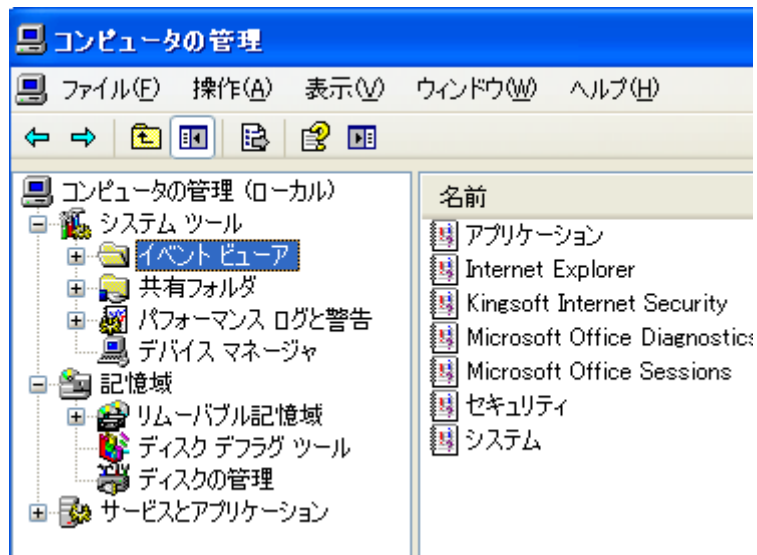 コンピュータの管理
ファイル(F) 操作(A) 表示(V) ウィンドウ(W) ヘルプ(H)
コンピュータの管理 (ローカル)
システム ツール
イベント ビューア
共有フォルダ
パフォーマンス ログと警告
デバイス マネージャ
記憶域
リムーバブル記憶域
ディスク デフラグ ツール
ディスクの管理
サービスとアプリケーション
名前
アプリケーション
Internet Explorer
Kingsoft Internet Security
Microsoft Office Diagnostics
Microsoft Office Sessions
セキュリティ
システム